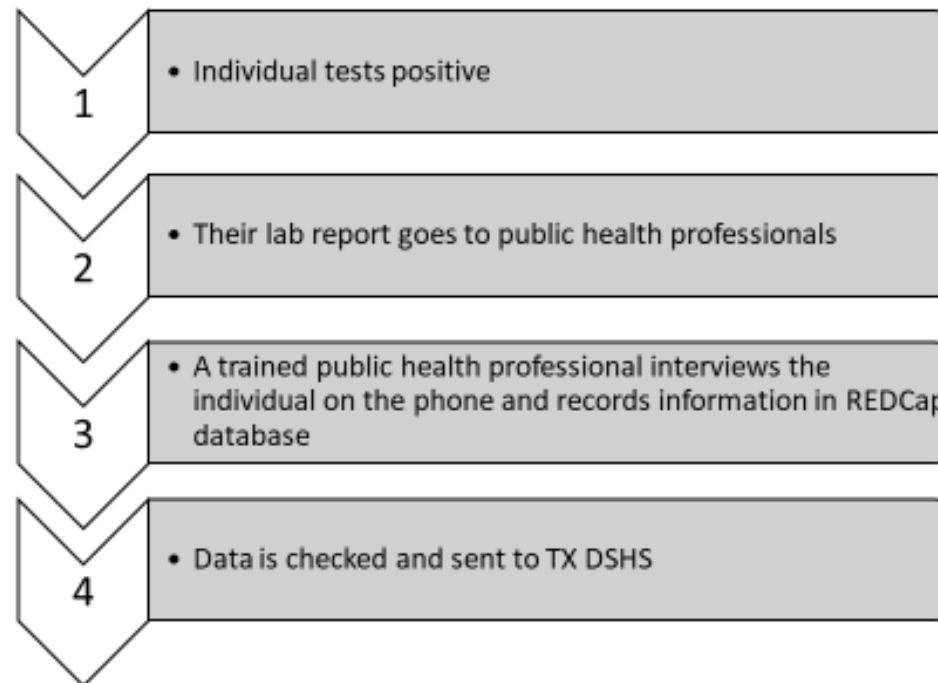 1
• Individual tests positive
2
• Their lab report goes to public health professionals
3
• A trained public health professional interviews the
individual on the phone and records information in REDCap
database
4
• Data is checked and sent to TX DSHS